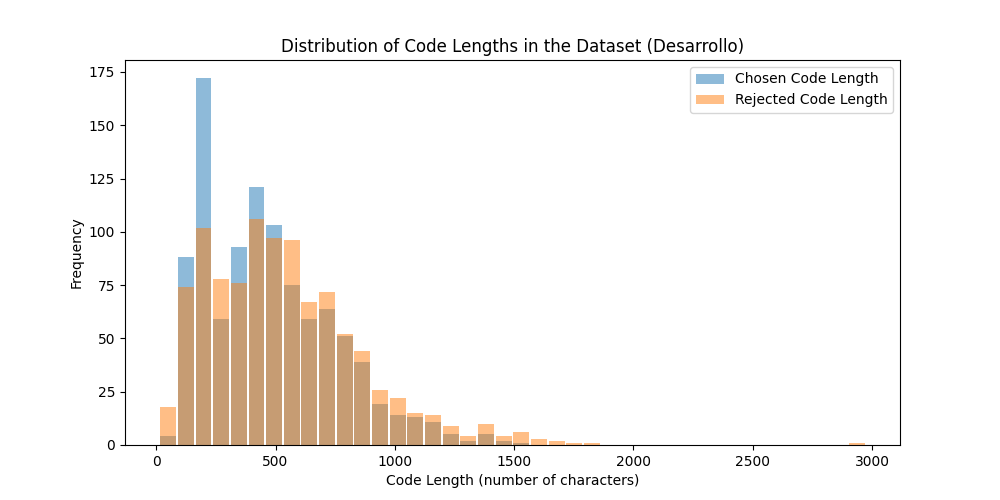 Distribution of Code Lengths in the Dataset (Desarrollo)
Chosen Code Length
Rejected Code Length
Frequency
175
150
125
100
75
50
25
0
0 500 1000 1500 2000 2500 3000
Code Length (number of characters)